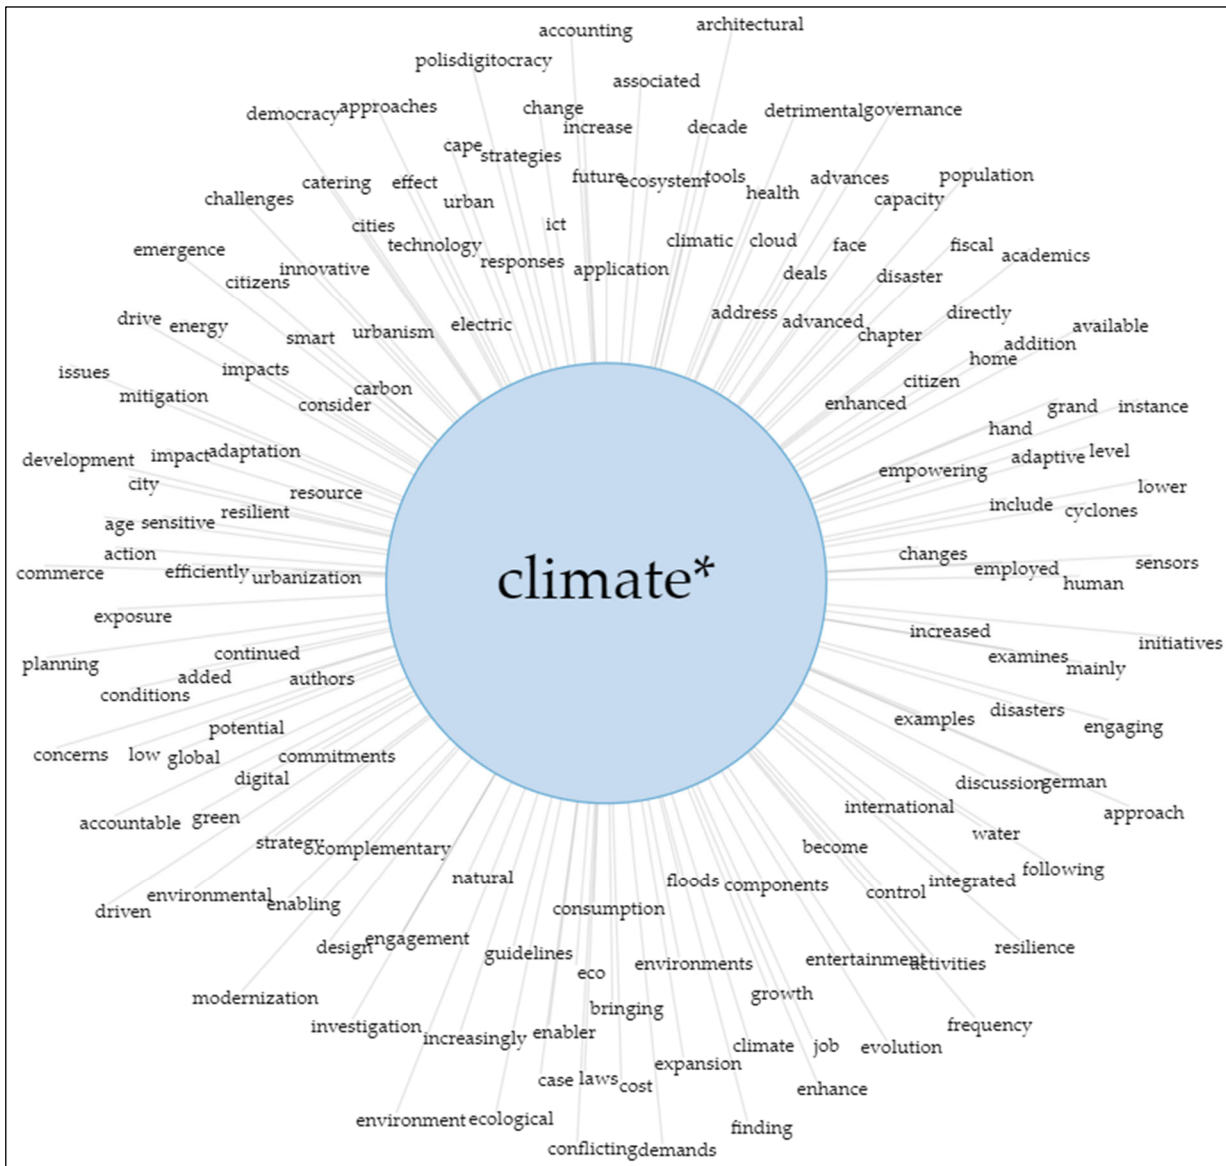 architectural
accounting
polisdigitocracy
associated
democracy
approaches
change
increase
decade
detrimental
governance
cape
strategies
challenges
catering
effect
urban
future
ecosystem
tools
health
advances
capacity
population
cities
technology
ict
responses
application
climatic
cloud
face
deals
disaster
fiscal
academics
emergence
citizens
innovative
drive
energy
smart
urbanism
electric
address
advanced
chapter
directly
home
addition
available
issues
mitigation
impacts
consider
carbon
enhanced
citizen
grand
instance
hand
development
impact
adaptation
city
resource
empowering
adaptive
level
lower
age
sensitive
resilient
include
cyclones
action
commerce
efficiently
urbanization
climate*
changes
employed
human
sensors
exposure
increased
examines
mainly
initiatives
planning
continued
conditions
added
authors
potential
examples
disasters
engaging
concerns
low
global
digital
commitments
discussion
german
approach
accountable
green
strategy
complementary
international
water
become
following
driven
environmental
enabling
natural
floods
components
control
integrated
consumption
design
engagement
guidelines
eco
environments
entertainment
activities
resilience
modernization
bringing
growth
investigation
increasingly
enabler
climate
job
evolution
frequency
expansion
case
laws
cost
enhance
environment
ecological
finding
conflicting
demands